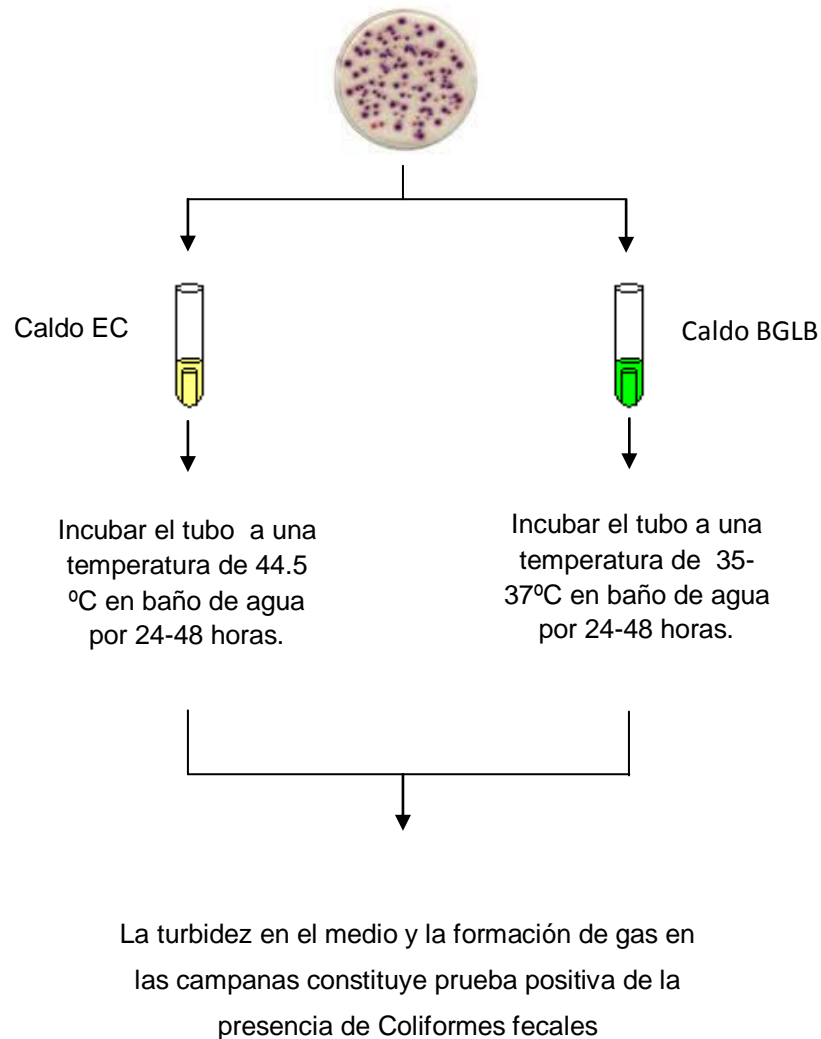 Caldo EC
Caldo BGLB
Incubar el tubo a una
temperatura de 44.5
ºC en baño de agua
por 24-48 horas.
Incubar el tubo a una
temperatura de 35-
37ºC en baño de agua
por 24-48 horas.
La turbidez en el medio y la formación de gas en
las campanas constituye prueba positiva de la
presencia de Coliformes fecales